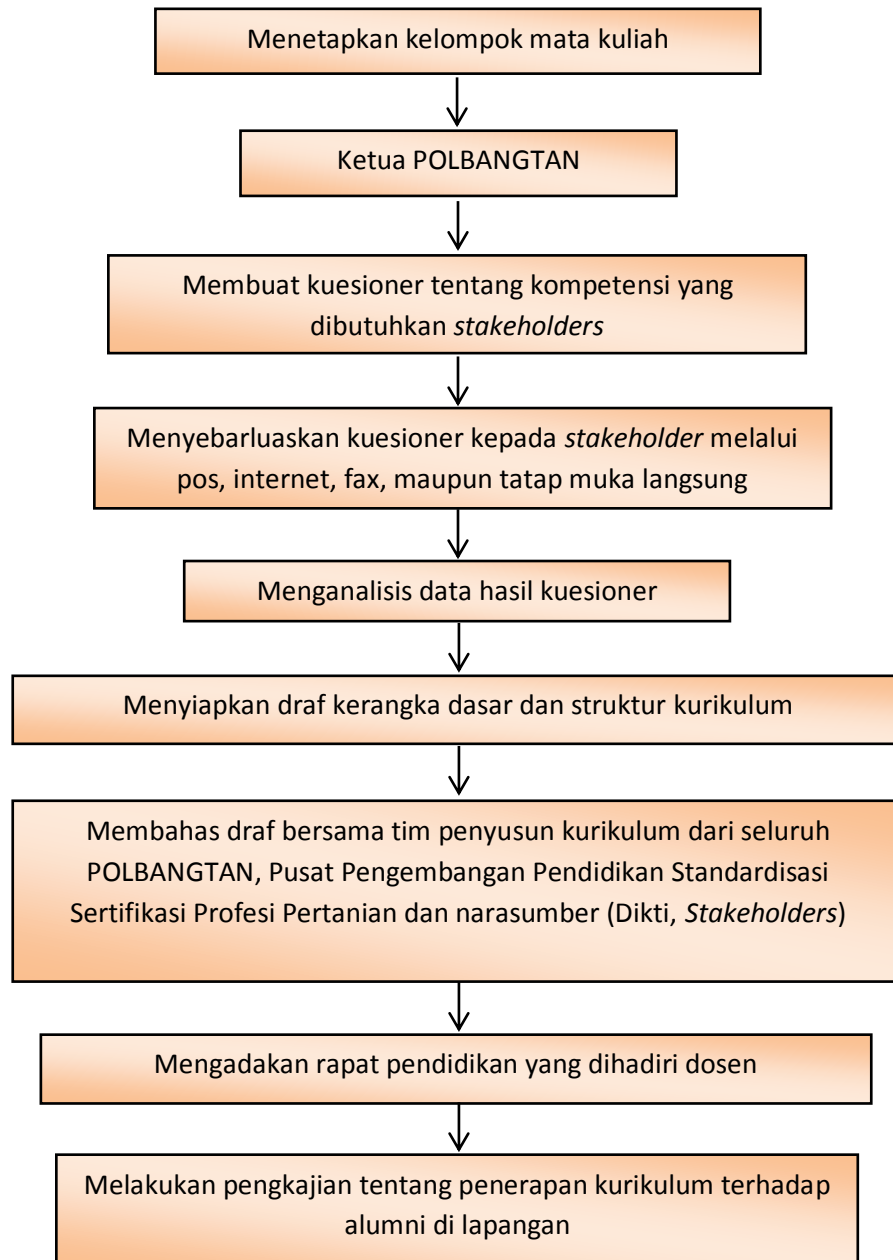 Menetapkan kelompok mata kuliah
Ketua POLBANGTAN
Membuat kuesioner tentang kompetensi yang
dibutuhkan stakeholders
Menyebarluaskan kuesioner kepada stakeholder melalui
pos, internet, fax, maupun tatap muka langsung
Menganalisis data hasil kuesioner
Menyiapkan draf kerangka dasar dan struktur kurikulum
Membahas draf bersama tim penyusun kurikulum dari seluruh
POLBANGTAN, Pusat Pengembangan Pendidikan Standardisasi
Sertifikasi Profesi Pertanian dan narasumber (Dikti, Stakeholders)
Mengadakan rapat pendidikan yang dihadiri dosen
Melakukan pengkajian tentang penerapan kurikulum terhadap
alumni di lapangan